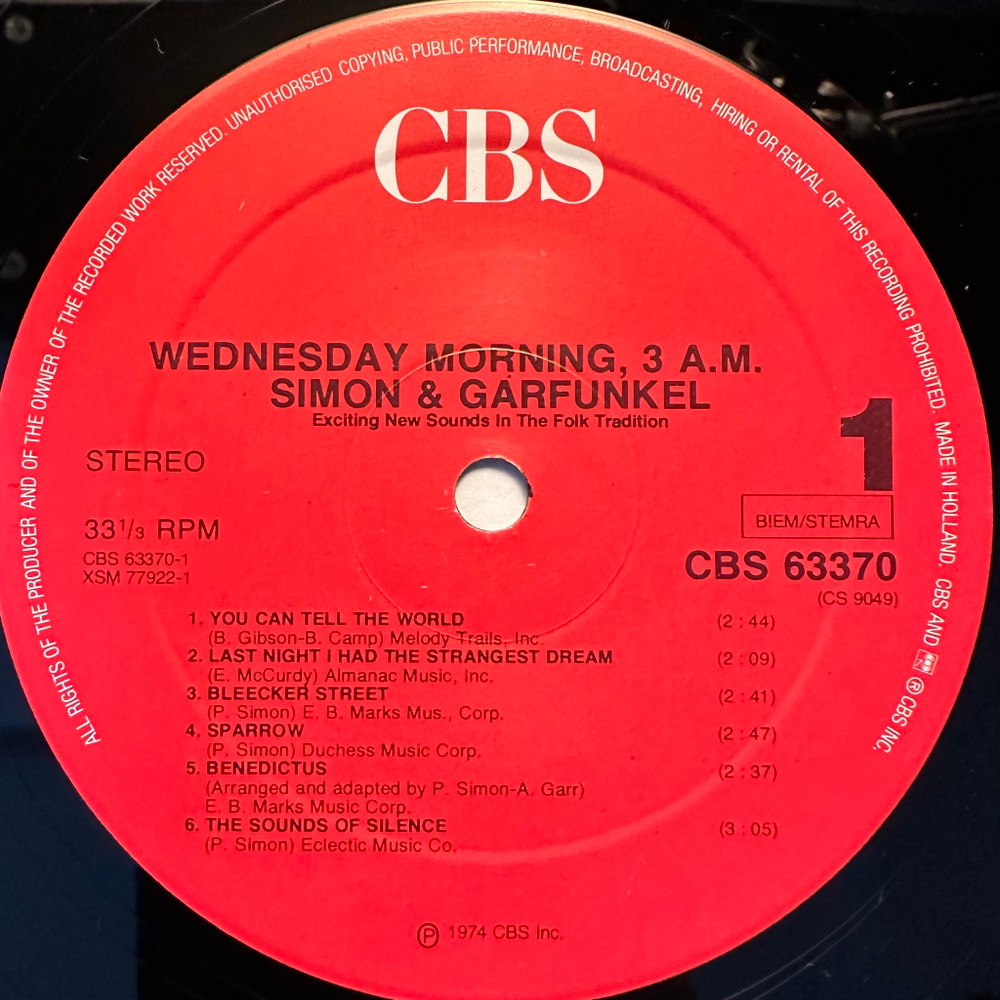 ALL RIGHTS OF THE PRODUCER AND OF THE OWNER OF THE RECORDED WORK RESERVED. UNAUTHORISED COPYING, PUBLIC PERFORMANCE, BROADCASTING, HIRING OR RENTAL OF THIS RECORDING PROHIBITED. MADE IN HOLLAND. CBS AND ® CBS INC.
CBS
WEDNESDAY MORNING, 3 A.M.
SIMON & GARFUNKEL
Exciting New Sounds In The Folk Tradition
1
STEREO
BIEM/STEMRA
33 1/3 RPM
CBS 63370-1
XSM 77922-1
CBS 63370
(CS 9049)
1. YOU CAN TELL THE WORLD (2 : 44)
(B. Gibson-B. Camp) Melody Trails, Inc.
2. LAST NIGHT I HAD THE STRANGEST DREAM (2 : 09)
(E. McCurdy) Almanac Music, Inc.
3. BLEECKER STREET (2 : 41)
(P. Simon) E. B. Marks Mus., Corp.
4. SPARROW (2 : 47)
(P. Simon) Duchess Music Corp.
5. BENEDICTUS (2 : 37)
(Arranged and adapted by P. Simon-A. Garr)
E. B. Marks Music Corp.
6. THE SOUNDS OF SILENCE (3 : 05)
(P. Simon) Eclectic Music Co.
℗ 1974 CBS Inc.